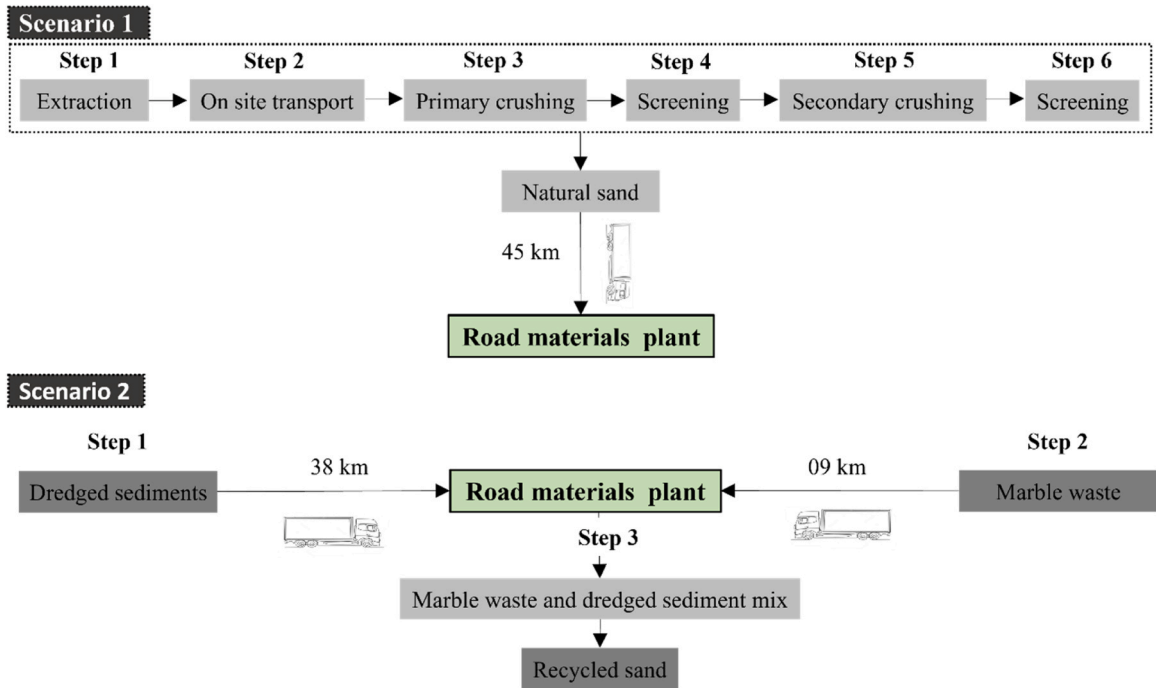 Scenario 1
Step 1 Step 2 Step 3 Step 4 Step 5 Step 6
Extraction On site transport Primary crushing Screening Secondary crushing Screening
Natural sand
45 km
Road materials plant
Scenario 2
Step 1 Step 2
38 km 09 km
Dredged sediments Road materials plant Marble waste
Step 3
Marble waste and dredged sediment mix
Recycled sand